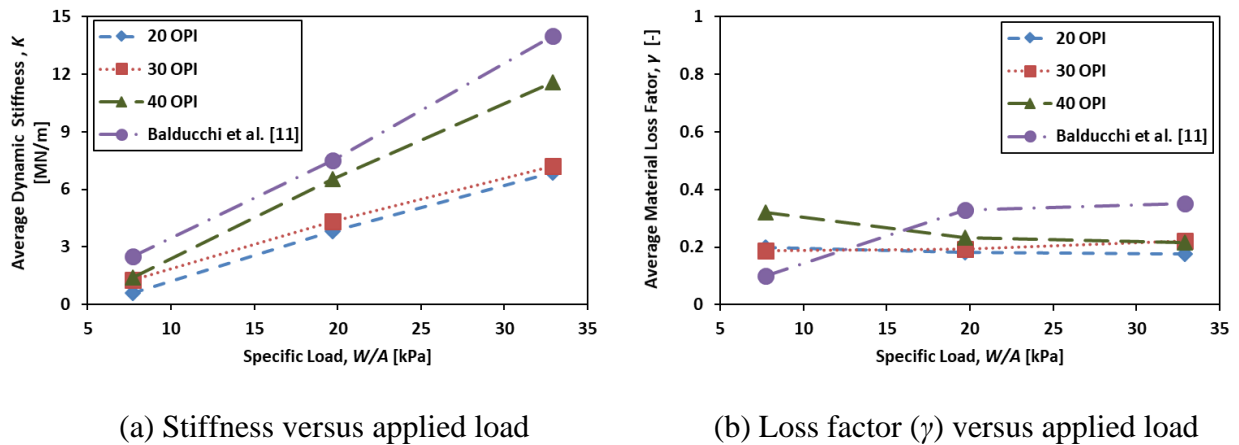 Average Dynamic Stiffness , K
[MN/m]
15
12
9
6
3
0
20 OPI
30 OPI
40 OPI
Balducchi et al. [11]
5 10 15 20 25 30 35
Specific Load, W/A [kPa]
(a) Stiffness versus applied load
Average Material Loss Fator, γ [-]
1
0.8
0.6
0.4
0.2
0
20 OPI
30 OPI
40 OPI
Balducchi et al. [11]
5 10 15 20 25 30 35
Specific Load, W/A [kPa]
(b) Loss factor (γ) versus applied load